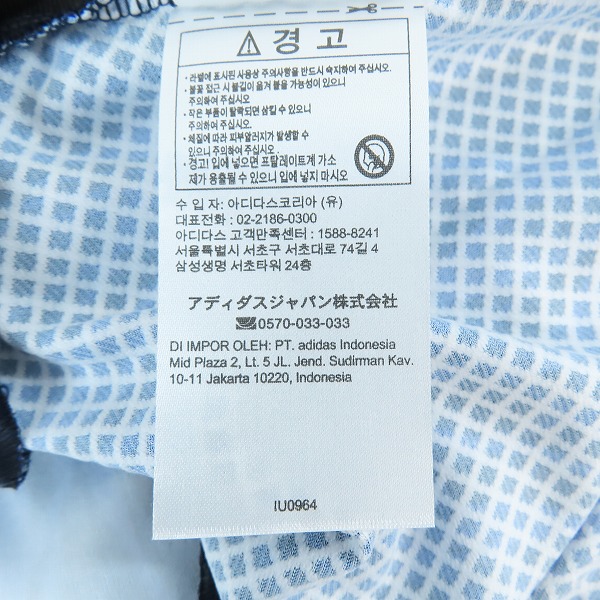 경 고
• 라벨에 표시된 사용상 주의사항을 반드시 숙지하여 주십시오.
• 불꽃 접근 시 불길이 옮겨 붙을 가능성이 있으니
주의하여 주십시오
• 작은 부품이 탈락되면 삼킬 수 있으니
주의하여 주십시오.
• 체질에 따라 피부알러지가 발생할 수
있으니 주의하여 주십시오.
• 경고! 입에 넣으면 프탈레이트계 가소
제가 용출될 수 있으니 입에 넣지 마시오
수 입 자: 아디다스코리아 (유)
대표전화 : 02-2186-0300
아디다스 고객만족센터 : 1588-8241
서울특별시 서초구 서초대로 74길 4
삼성생명 서초타워 24층
アディダスジャパン株式会社
0570-033-033
DI IMPOR OLEH: PT. adidas Indonesia
Mid Plaza 2, Lt. 5 JL. Jend. Sudirman Kav.
10-11 Jakarta 10220, Indonesia
IU0964